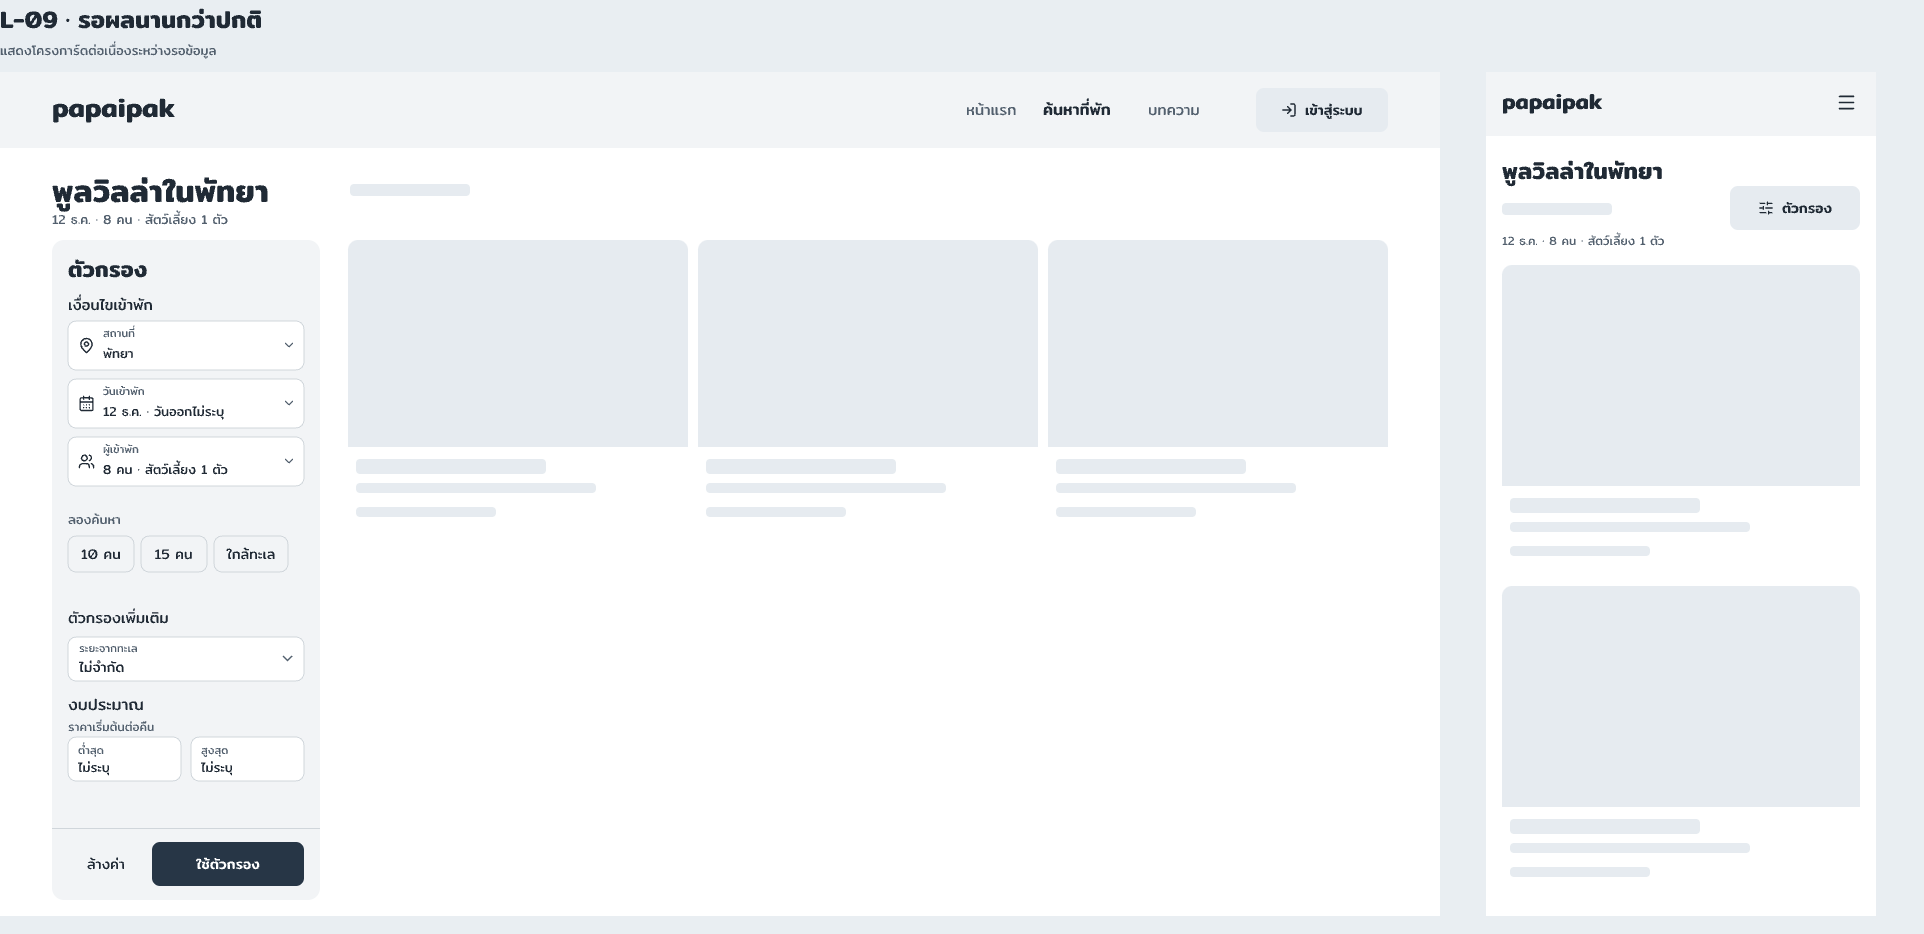 L-09 · รอผลนานกว่าปกติ
แสดงโครงการ์ดต่อเนื่องระหว่างรอข้อมูล
papaipak
หน้าแรก
ค้นหาที่พัก
บทความ
เข้าสู่ระบบ
พูลวิลล่าในพัทยา
12 ธ.ค. · 8 คน · สัตว์เลี้ยง 1 ตัว
ตัวกรอง
เงื่อนไขเข้าพัก
สถานที่
พัทยา
วันเข้าพัก
12 ธ.ค. · วันออกไม่ระบุ
ผู้เข้าพัก
8 คน · สัตว์เลี้ยง 1 ตัว
ลองค้นหา
10 คน
15 คน
ใกล้ทะเล
ตัวกรองเพิ่มเติม
ระยะจากทะเล
ไม่จำกัด
งบประมาณ
ราคาเริ่มต้นต่อคืน
ต่ำสุด
ไม่ระบุ
สูงสุด
ไม่ระบุ
ล้างค่า
ใช้ตัวกรอง
papaipak
พูลวิลล่าในพัทยา
ตัวกรอง
12 ธ.ค. · 8 คน · สัตว์เลี้ยง 1 ตัว